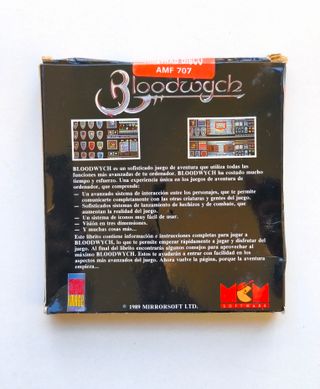 AMF 707
Bloodwych
BLOODWYCH es un sofisticado juego de aventura que utiliza todas las
funciones más avanzadas de tu ordenador. BLOODWYCH ha costado mucho
tiempo y esfuerzo. Una experiencia única en los juegos de aventura de
ordenador, que comprende:
Un avanzado sistema de interacción entre los personajes, que te permite
comunicarte completamente con las otras criaturas y genios del juego.
Sofisticados sistemas de lanzamiento de hechizos y de combate, que
aumentan la realidad del juego.
Un sistema de iconos muy fácil de usar.
Visión en tres dimensiones.
Y muchas cosas más...
Este librito contiene información e instrucciones completas para jugar a
BLOODWYCH, lo que te permite empezar rápidamente a jugar y disfrutar del
juego. Al final del librito encontrarás algunos consejos para aprovechar al
máximo BLOODWYCH. Estos te ayudarán a entrar con facilidad en los
aspectos más avanzados del juego. Ahora vuelve la página, porque la aventura
empieza...
© 1989 MIRRORSOFT LTD.
IMAGE
MCM
SOFTWARE